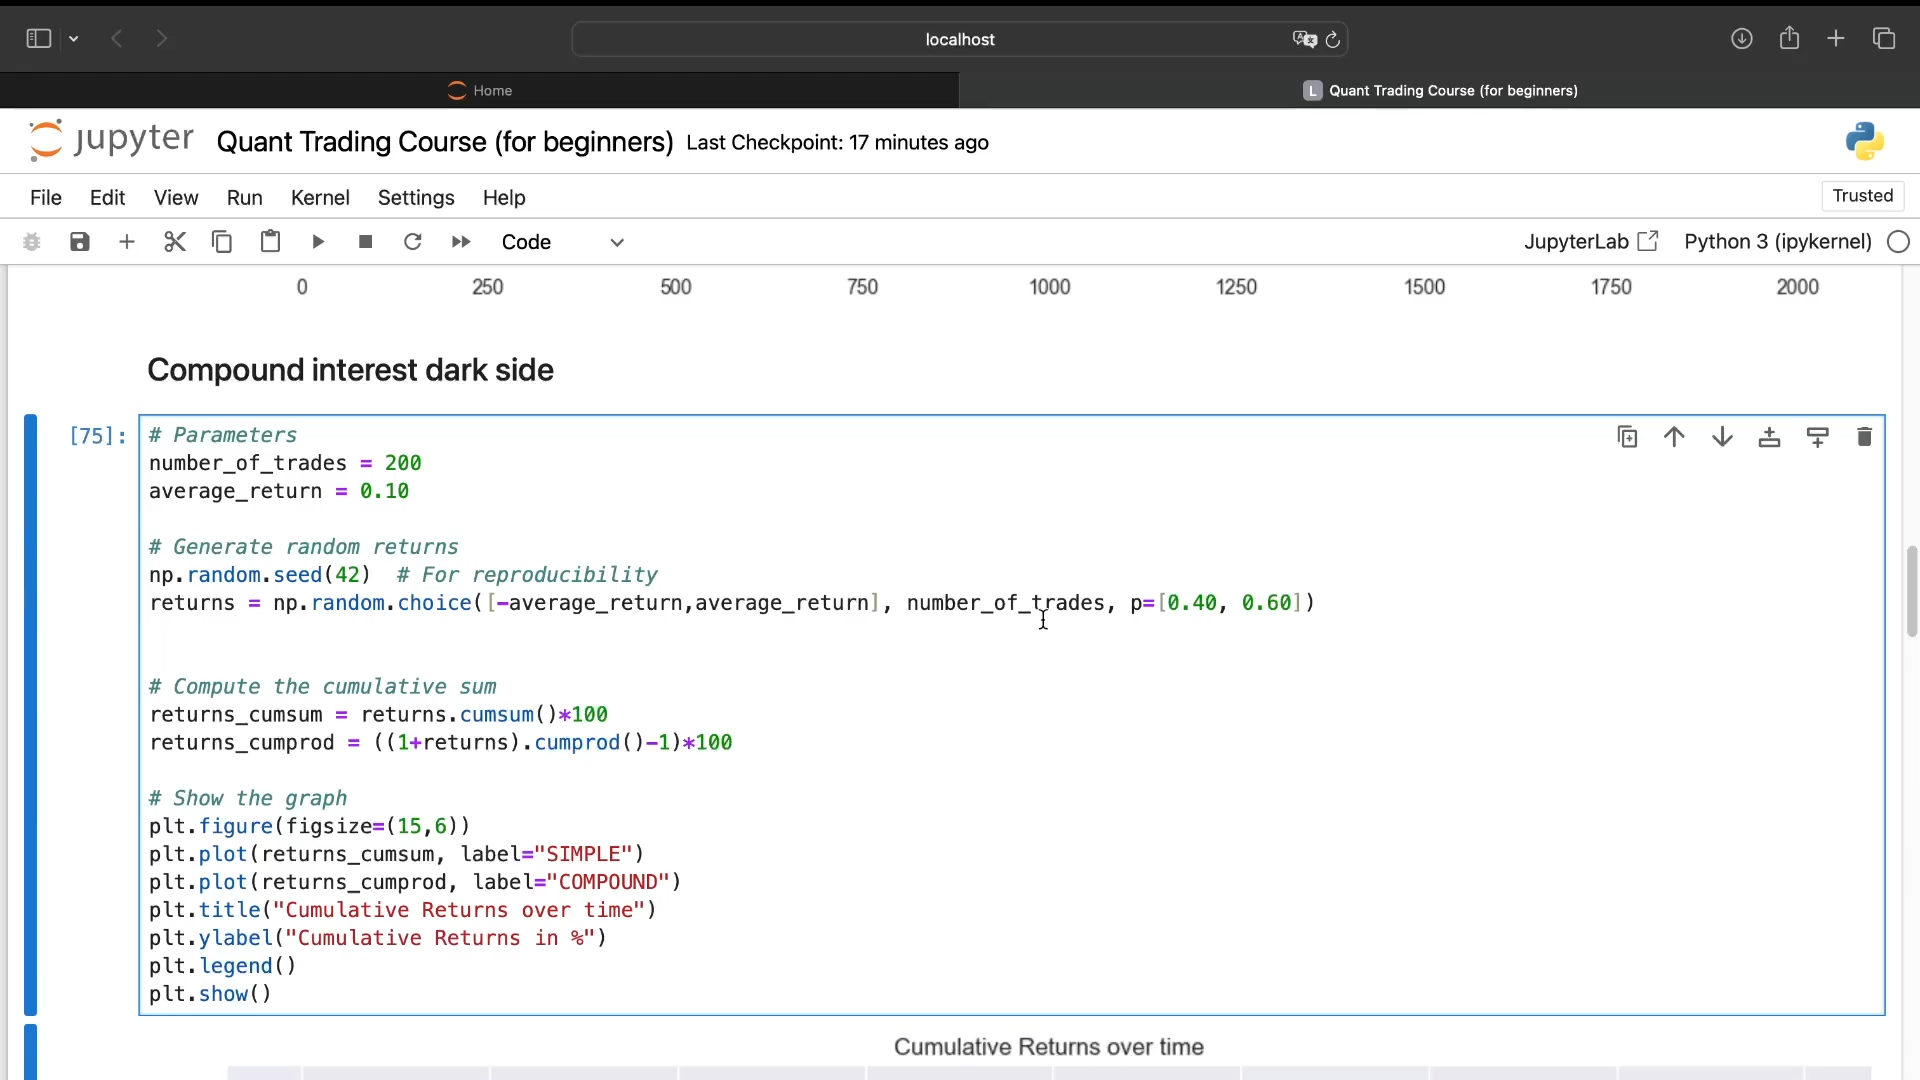 localhost
Home
L Quant Trading Course (for beginners)
jupyter Quant Trading Course (for beginners) Last Checkpoint: 17 minutes ago
File Edit View Run Kernel Settings Help Trusted
Code JupyterLab Python 3 (ipykernel)
0 250 500 750 1000 1250 1500 1750 2000
Compound interest dark side
[75]: # Parameters
number_of_trades = 200
average_return = 0.10
# Generate random returns
np.random.seed(42)  # For reproducibility
returns = np.random.choice([-average_return,average_return], number_of_trades, p=[0.40, 0.60])
# Compute the cumulative sum
returns_cumsum = returns.cumsum()*100
returns_cumprod = ((1+returns).cumprod()-1)*100
# Show the graph
plt.figure(figsize=(15,6))
plt.plot(returns_cumsum, label="SIMPLE")
plt.plot(returns_cumprod, label="COMPOUND")
plt.title("Cumulative Returns over time")
plt.ylabel("Cumulative Returns in %")
plt.legend()
plt.show()
Cumulative Returns over time